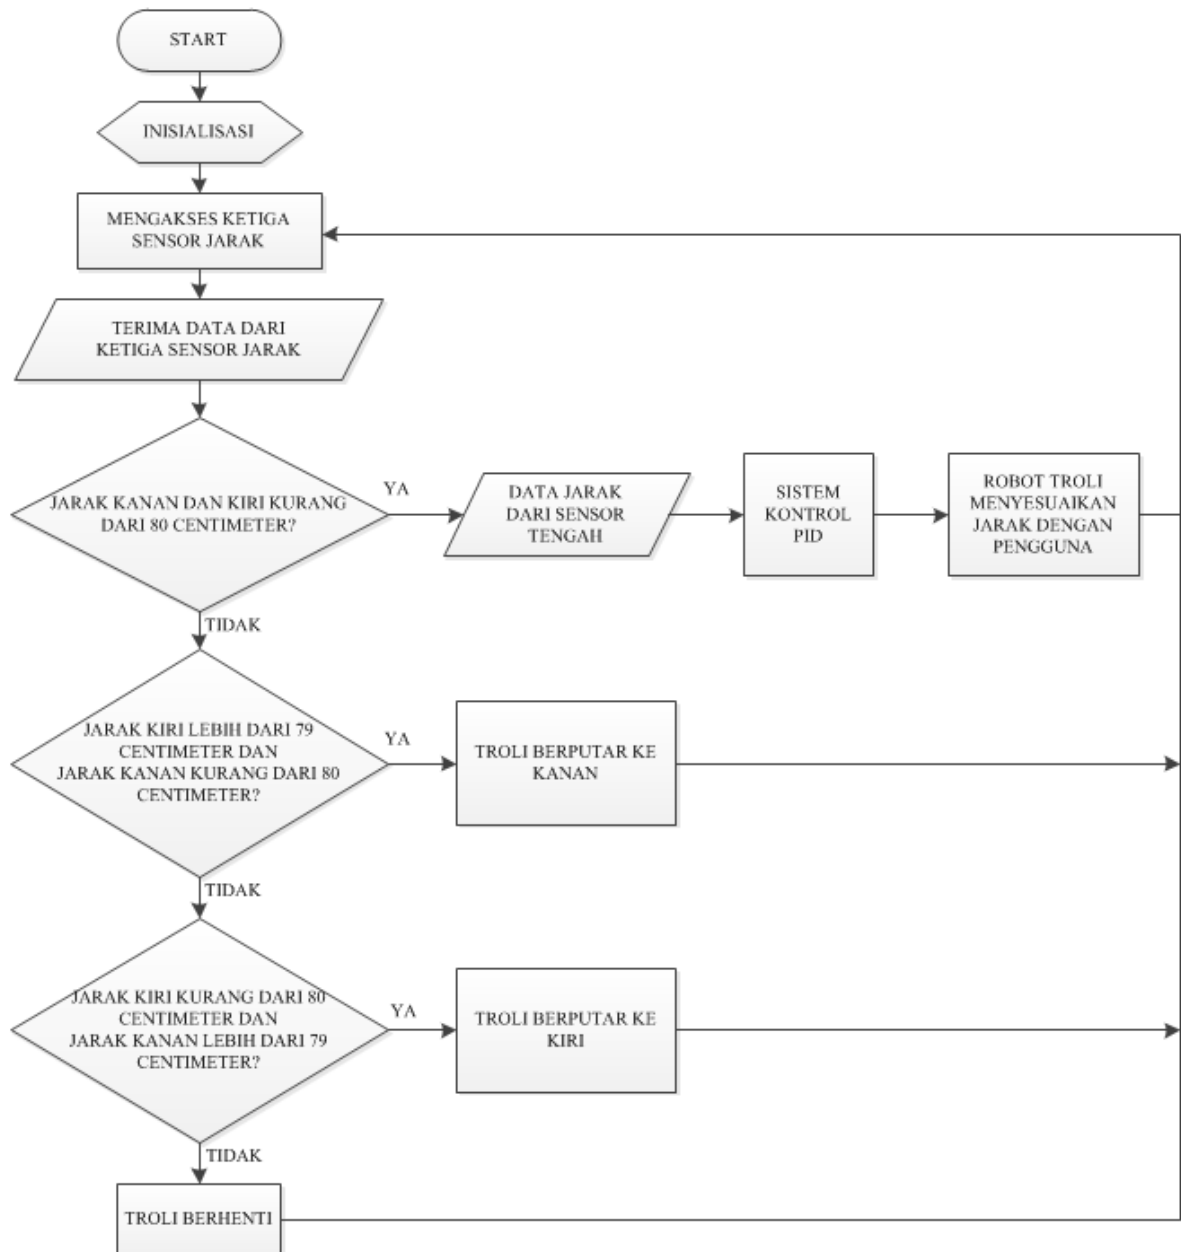 START
INISIALISASI
MENGAKSES KETIGA
SENSOR JARAK
TERIMA DATA DARI
KETIGA SENSOR JARAK
JARAK KANAN DAN KIRI KURANG
DARI 80 CENTIMETER?
YA
DATA JARAK
DARI SENSOR
TENGAH
SISTEM
KONTROL
PID
ROBOT TROLI
MENYESUAIKAN
JARAK DENGAN
PENGGUNA
TIDAK
JARAK KIRI LEBIH DARI 79
CENTIMETER DAN
JARAK KANAN KURANG DARI 80
CENTIMETER?
YA
TROLI BERPUTAR KE
KANAN
TIDAK
JARAK KIRI KURANG DARI 80
CENTIMETER DAN
JARAK KANAN LEBIH DARI 79
CENTIMETER?
YA
TROLI BERPUTAR KE
KIRI
TIDAK
TROLI BERHENTI